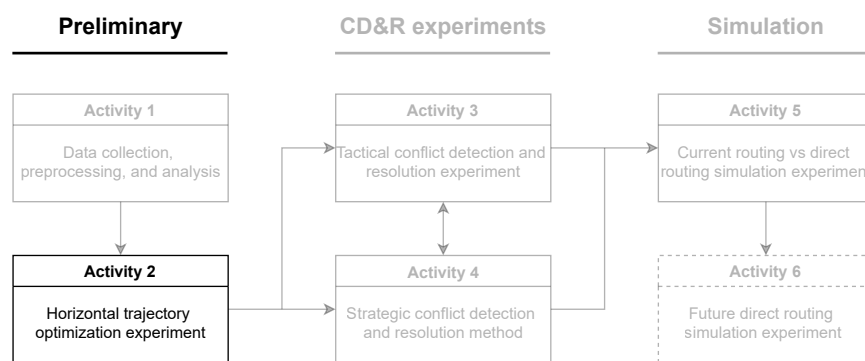 Preliminary
CD&R experiments
Simulation
Activity 1
Data collection,
preprocessing, and analysis
Activity 2
Horizontal trajectory
optimization experiment
Activity 3
Tactical conflict detection and
resolution experiment
Activity 4
Strategic conflict detection
and resolution method
Activity 5
Current routing vs direct
routing simulation experiment
Activity 6
Future direct routing
simulation experiment